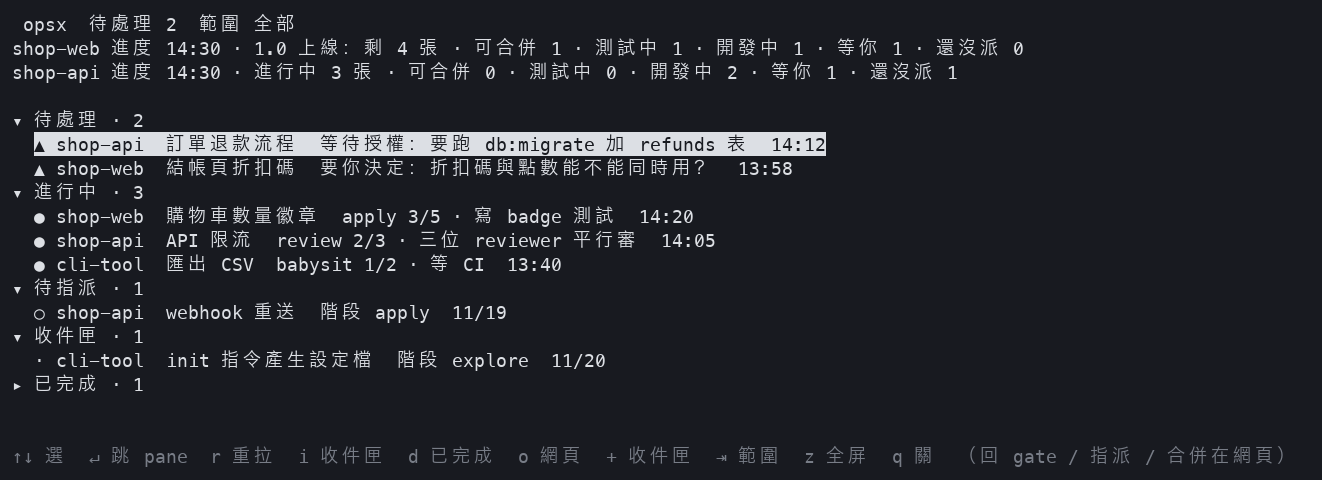 opsx 待處理 2 範圍 全部
shop-web 進度 14:30 · 1.0 上線: 剩 4 張 · 可合併 1 · 測試中 1 · 開發中 1 · 等你 1 · 還沒派 0
shop-api 進度 14:30 · 進行中 3 張 · 可合併 0 · 測試中 0 · 開發中 2 · 等你 1 · 還沒派 1
▾ 待處理 · 2
▲ shop-api 訂單退款流程 等待授權: 要跑 db:migrate 加 refunds 表 14:12
▲ shop-web 結帳頁折扣碼 要你決定: 折扣碼與點數能不能同時用? 13:58
▾ 進行中 · 3
● shop-web 購物車數量徽章 apply 3/5 · 寫 badge 測試 14:20
● shop-api API 限流 review 2/3 · 三位 reviewer 平行審 14:05
● cli-tool 匯出 CSV babysit 1/2 · 等 CI 13:40
▾ 待指派 · 1
○ shop-api webhook 重送 階段 apply 11/19
▾ 收件匣 · 1
· cli-tool init 指令產生設定檔 階段 explore 11/20
▸ 已完成 · 1
↑↓ 選 ↵ 跳 pane r 重拉 i 收件匣 d 已完成 o 網頁 + 收件匣 ⇥ 範圍 z 全屏 q 關 （回 gate / 指派 / 合併在網頁）